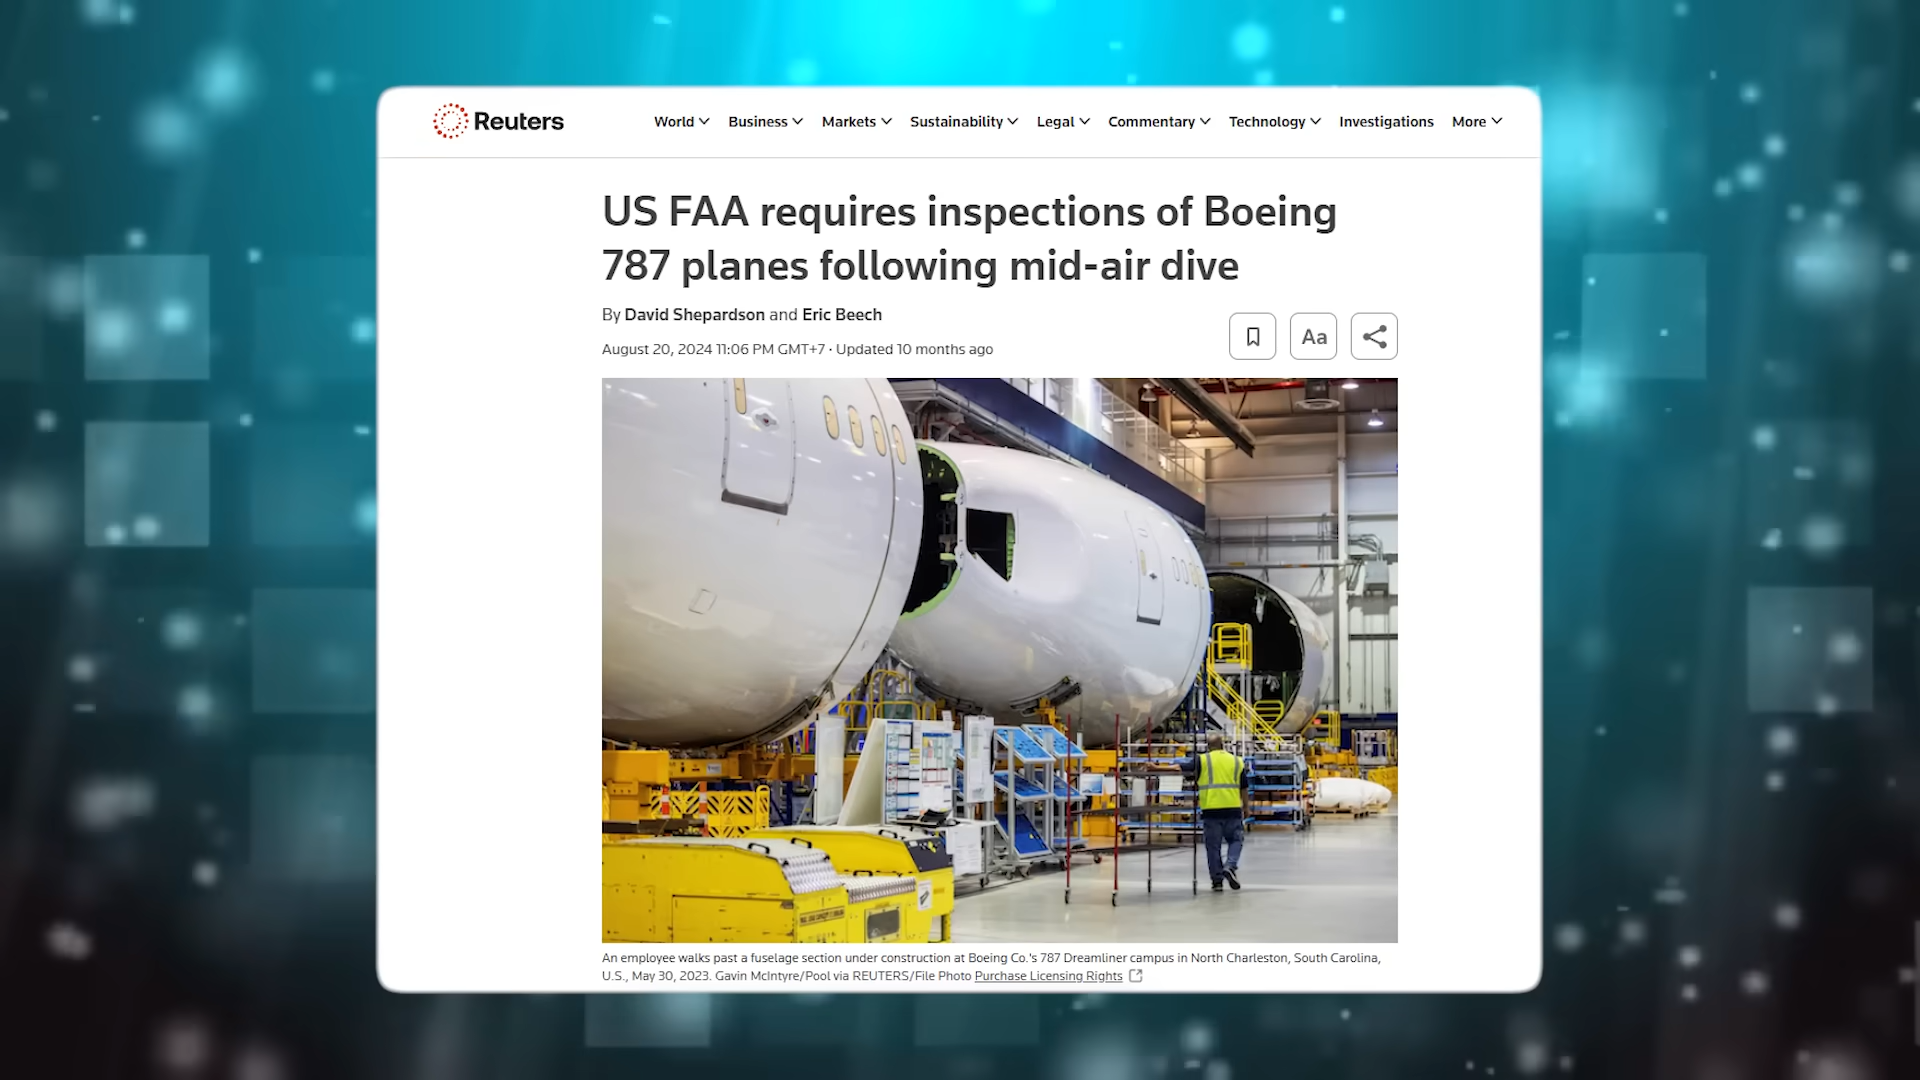 Reuters
World Business Markets Sustainability Legal Commentary Technology Investigations More
US FAA requires inspections of Boeing
787 planes following mid-air dive
By David Shepardson and Eric Beech
August 20, 2024 11:06 PM GMT+7 · Updated 10 months ago
Aa
An employee walks past a fuselage section under construction at Boeing Co.'s 787 Dreamliner campus in North Charleston, South Carolina,
U.S., May 30, 2023. Gavin McIntyre/Pool via REUTERS/File Photo Purchase Licensing Rights